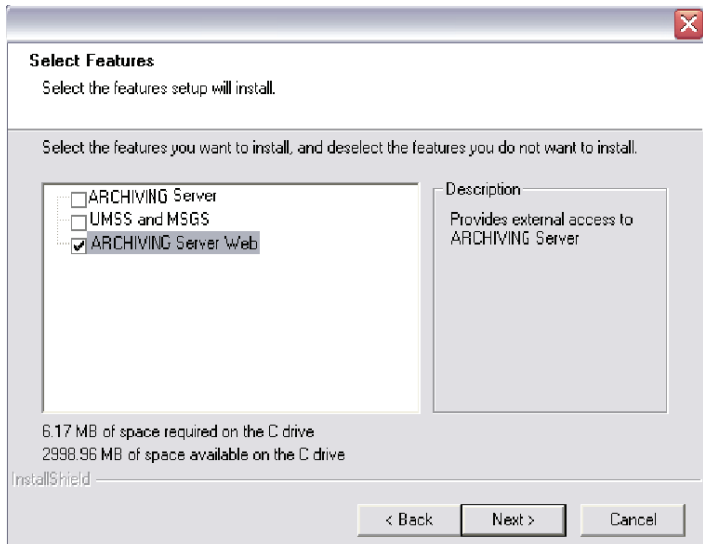 Select Features
Select the features setup will install.
Select the features you want to install, and deselect the features you do not want to install.
ARCHIVING Server
UMSS and MSGS
ARCHIVING Server Web
Description
Provides external access to
ARCHIVING Server
6.17 MB of space required on the C drive
2998.96 MB of space available on the C drive
InstallShield
< Back
Next >
Cancel